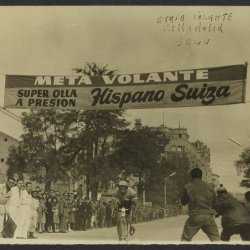 ETAPA VOLANTE
Valladolid
META VOLANTE
SUPER OLLA
A PRESION
Hispano Suiza